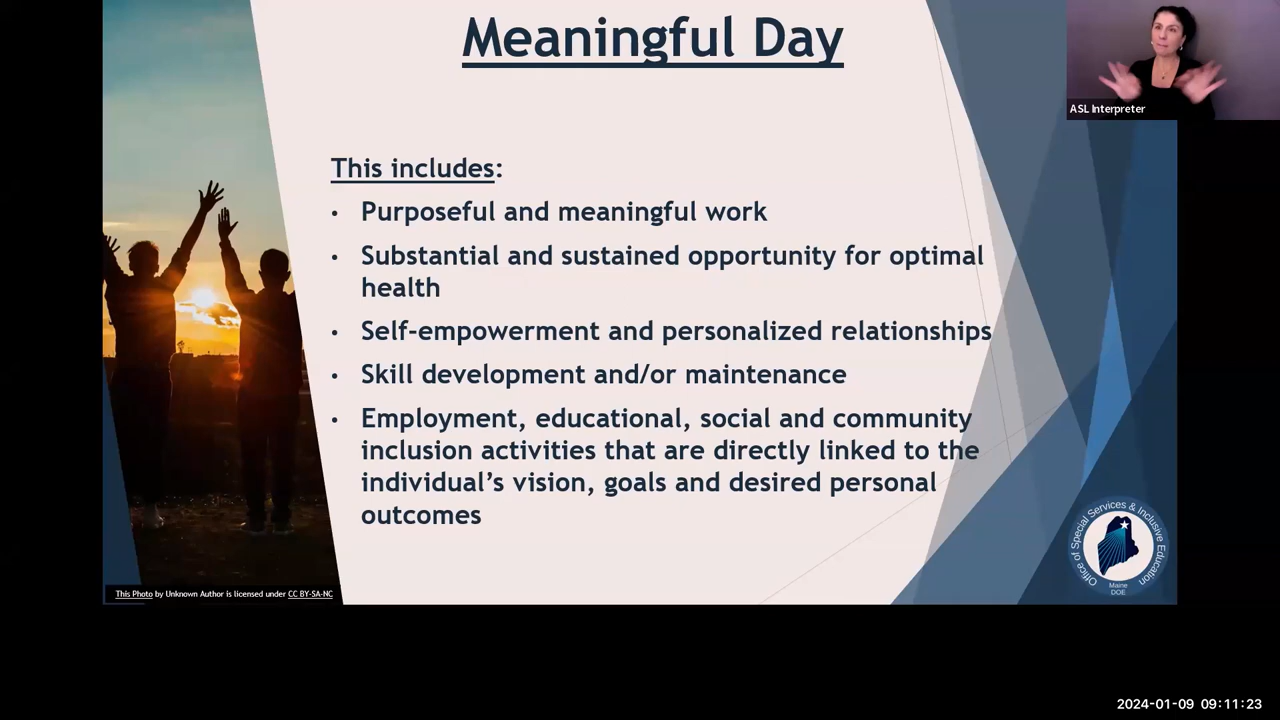 Meaningful Day
ASL Interpreter
This includes:
• Purposeful and meaningful work
• Substantial and sustained opportunity for optimal
health
• Self-empowerment and personalized relationships
• Skill development and/or maintenance
• Employment, educational, social and community
inclusion activities that are directly linked to the
individual’s vision, goals and desired personal
outcomes
Office of Special Services & Inclusive Education
Maine
DOE
This Photo by Unknown Author is licensed under CC BY-SA-NC
2024-01-09 09:11:23